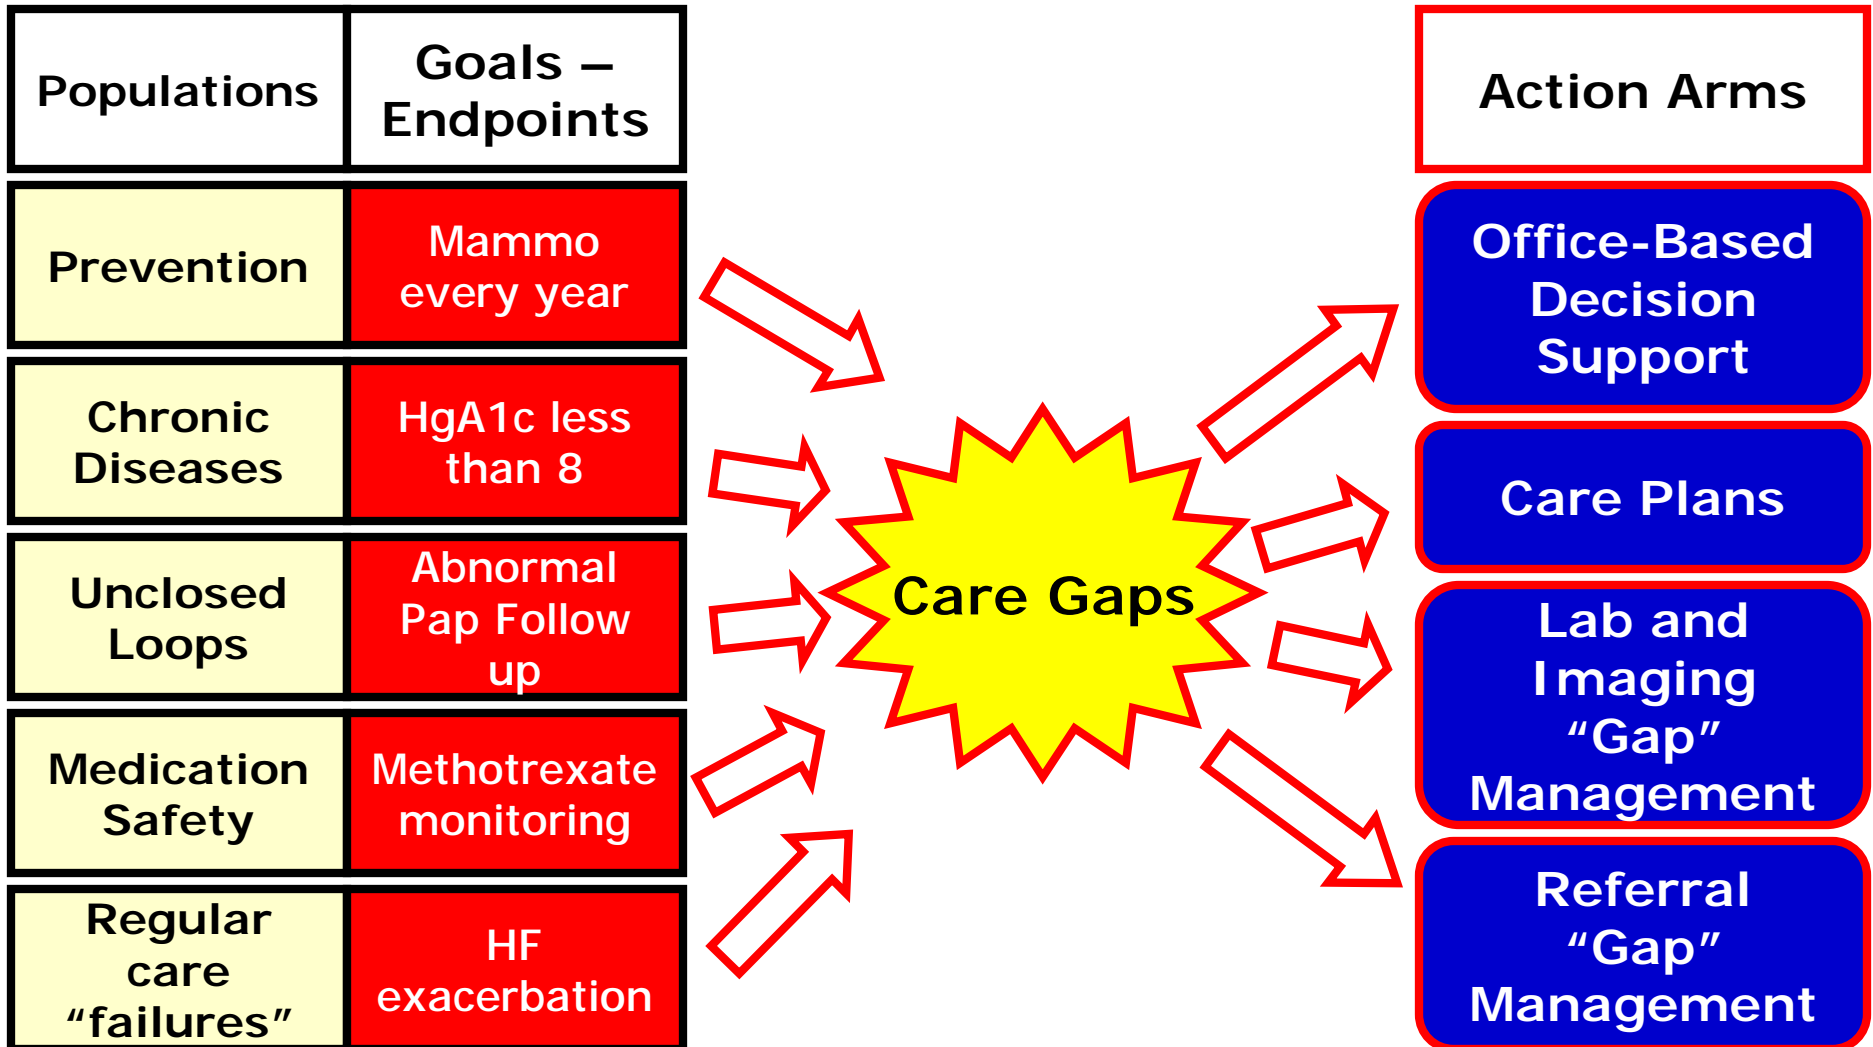 Populations
Goals –
Endpoints
Action Arms
Prevention
Mammo
every year
Chronic
Diseases
HgA1c less
than 8
Unclosed
Loops
Abnormal
Pap Follow
up
Medication
Safety
Methotrexate
monitoring
Regular
care
“failures”
HF
exacerbation
Care Gaps
Office-Based
Decision
Support
Care Plans
Lab and
Imaging
“Gap”
Management
Referral
“Gap”
Management